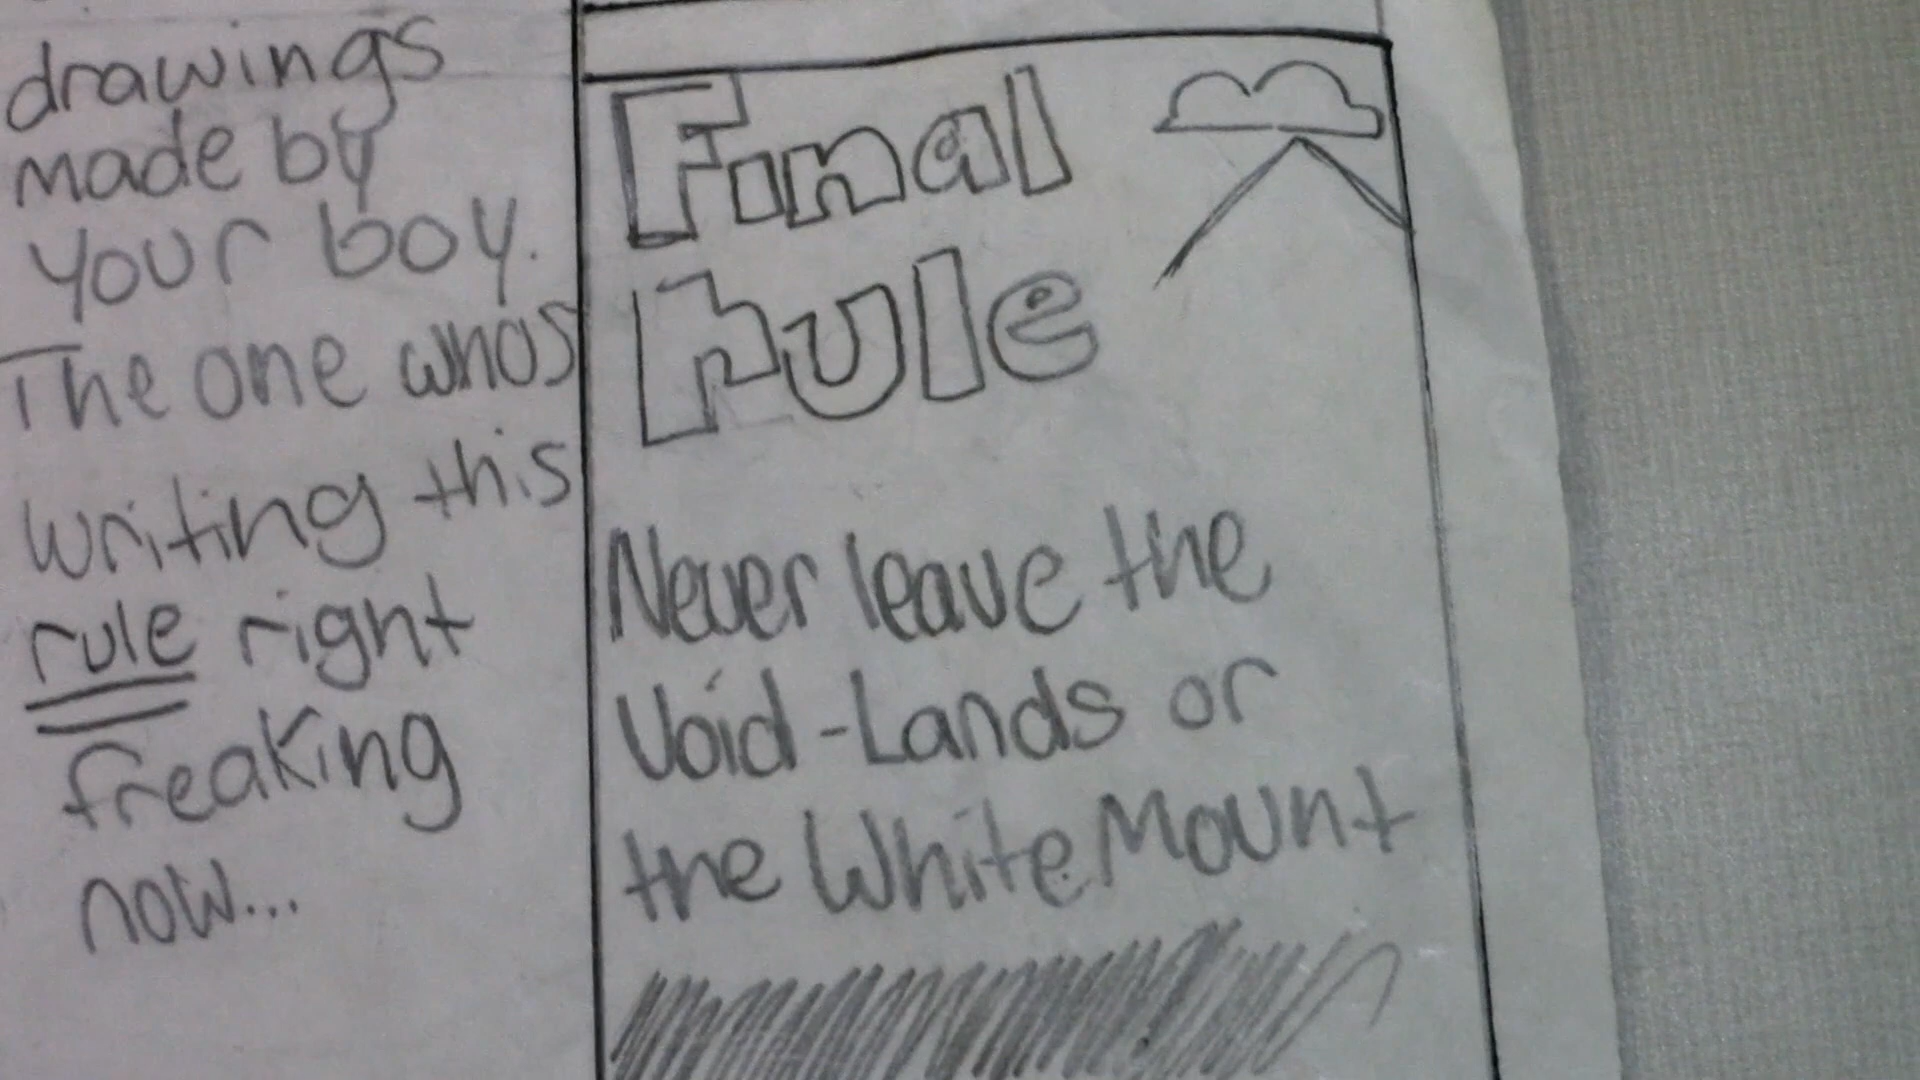 drawings
made by
your boy.
The one whos
writing this
rule right
freaking
now...
Final
Rule
Never leave the
Void-Lands or
the White Mount